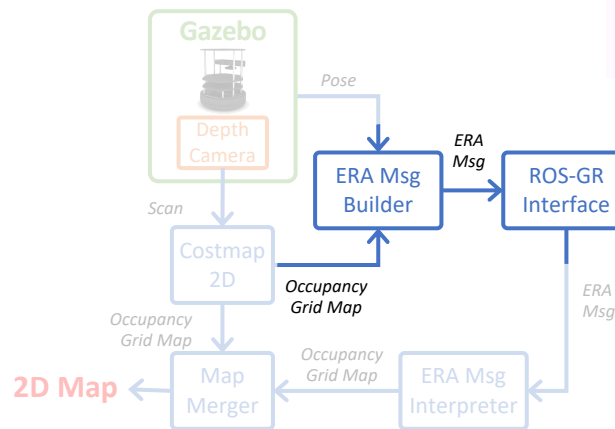 Gazebo
Pose
Depth
Camera
ERA
Msg
ERA Msg
Builder
ROS-GR
Interface
Scan
Costmap
2D
Occupancy
Grid Map
ERA
Msg
Occupancy
Grid Map
Occupancy
Grid Map
2D Map
Map
Merger
ERA Msg
Interpreter